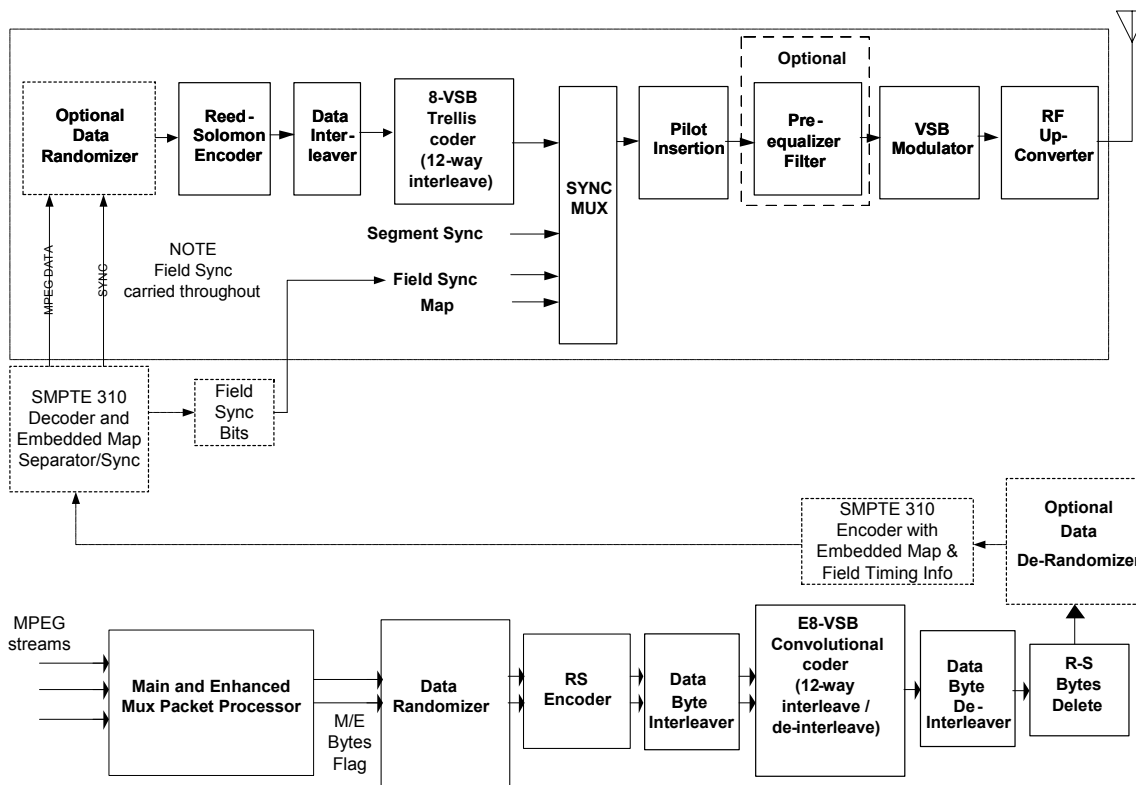 Optional
Data
Randomizer
Reed-
Solomon
Encoder
Data
Inter-
leaver
8-VSB
Trellis
coder
(12-way
interleave)
SYNC
MUX
Pilot
Insertion
Optional
Pre-
equalizer
Filter
VSB
Modulator
RF
Up-
Converter
Segment Sync
Field Sync
Map
MPEG DATA
SYNC
NOTE
Field Sync
carried throughout
SMPTE 310
Decoder and
Embedded Map
Separator/Sync
Field
Sync
Bits
SMPTE 310
Encoder with
Embedded Map &
Field Timing Info
Optional
Data
De-Randomizer
MPEG
streams
Main and Enhanced
Mux Packet Processor
M/E
Bytes
Flag
Data
Randomizer
RS
Encoder
Data
Byte
Interleaver
E8-VSB
Convolutional
coder
(12-way
interleave /
de-interleave)
Data
Byte
De-
Interleaver
R-S
Bytes
Delete